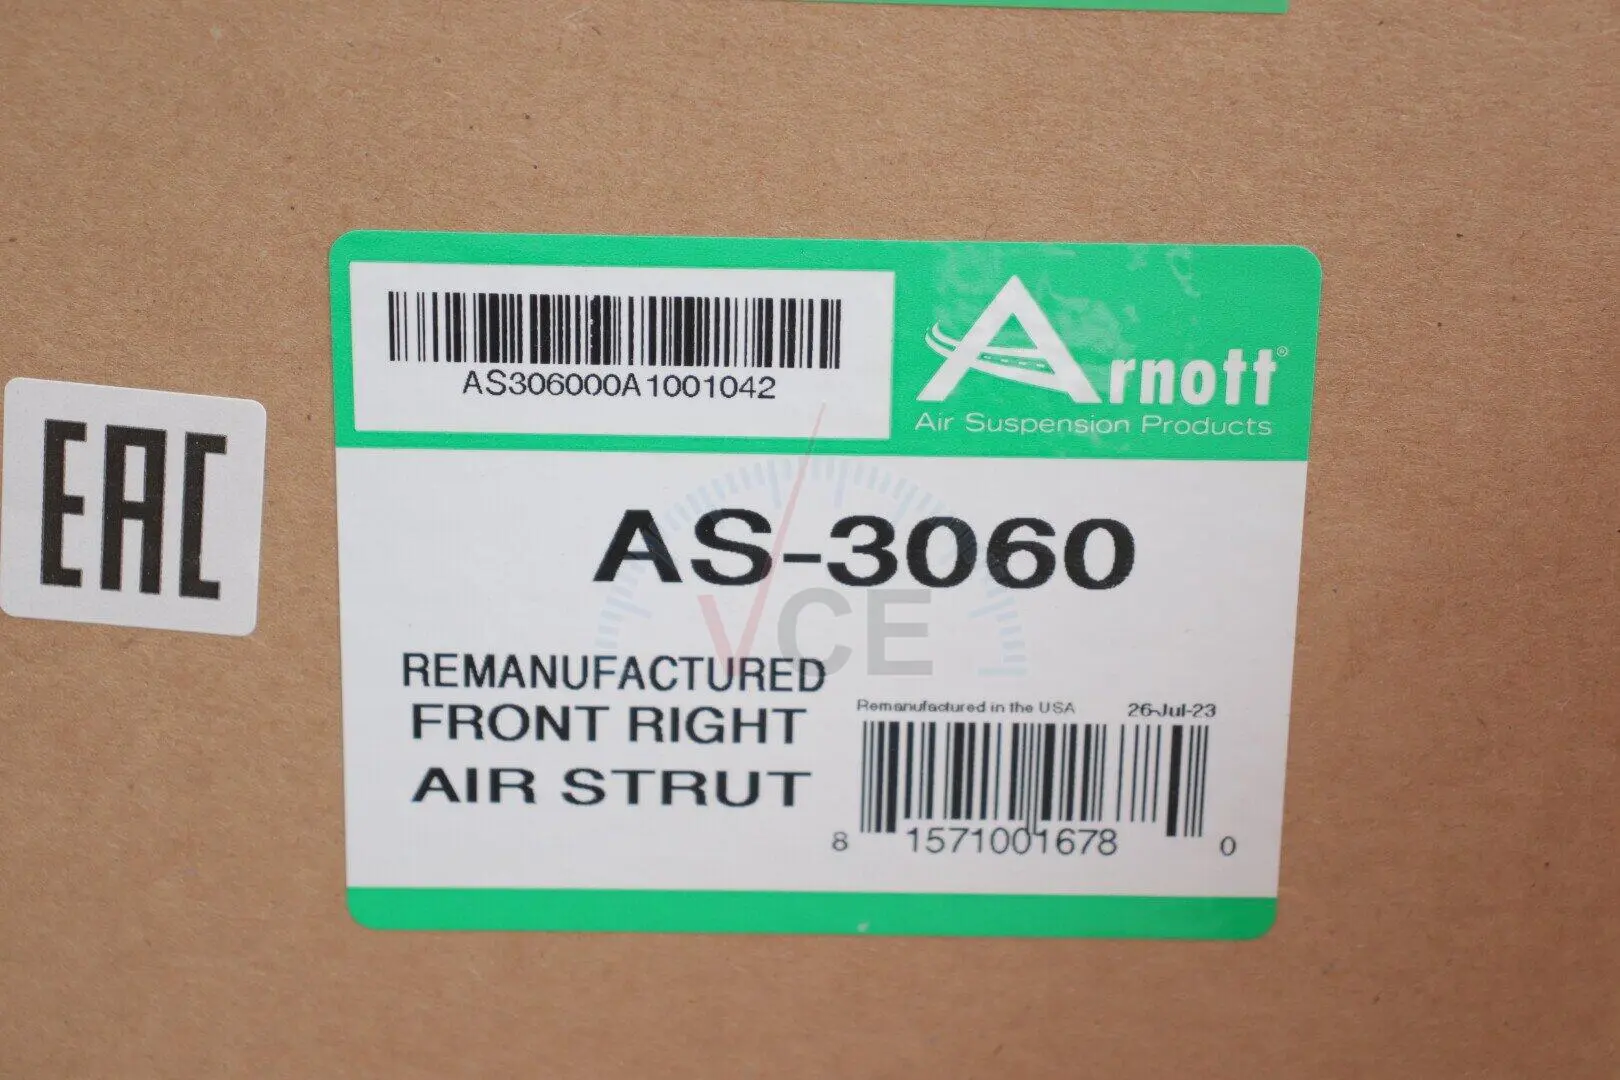 AS306000A1001042
Arnott®
Air Suspension Products
EAC
AS-3060
VCE
REMANUFACTURED
FRONT RIGHT
AIR STRUT
Remanufactured in the USA 26-Jul-23
8 1571001678 0